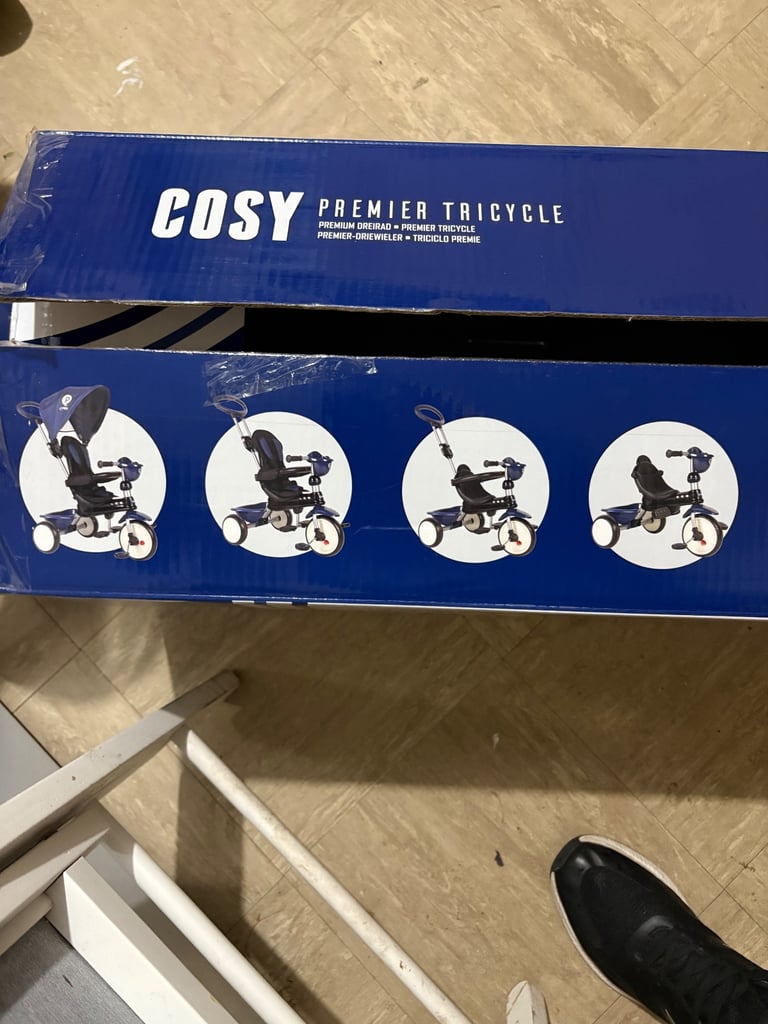 COSY PREMIER TRICYCLE
PREMIUM DREIRAD ▪ PREMIER TRICYCLE
PREMIER-DRIEWIELER ▪ TRICICLO PREMIE